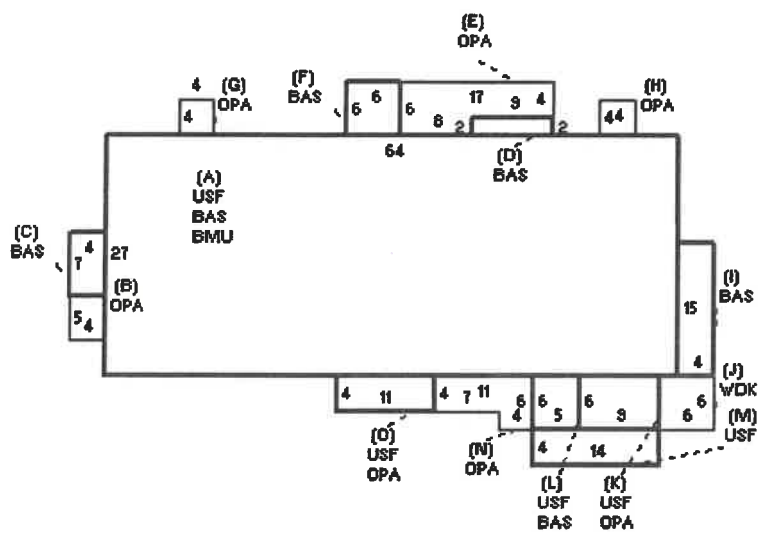 (E)
OPA
4
(G)
OPA
4
(F)
BAS
6
6
6
17
9
4
8
2
2
(H)
OPA
44
64
(D)
BAS
(A)
USF
BAS
BMU
(C)
BAS
4
7
27
(B)
OPA
5
4
(I)
BAS
15
4
(J)
WDK
4
11
4
7
11
6
4
6
5
6
9
6
6
(M)
USF
(O)
USF
OPA
(N)
OPA
4
14
(L)
USF
BAS
(K)
USF
OPA